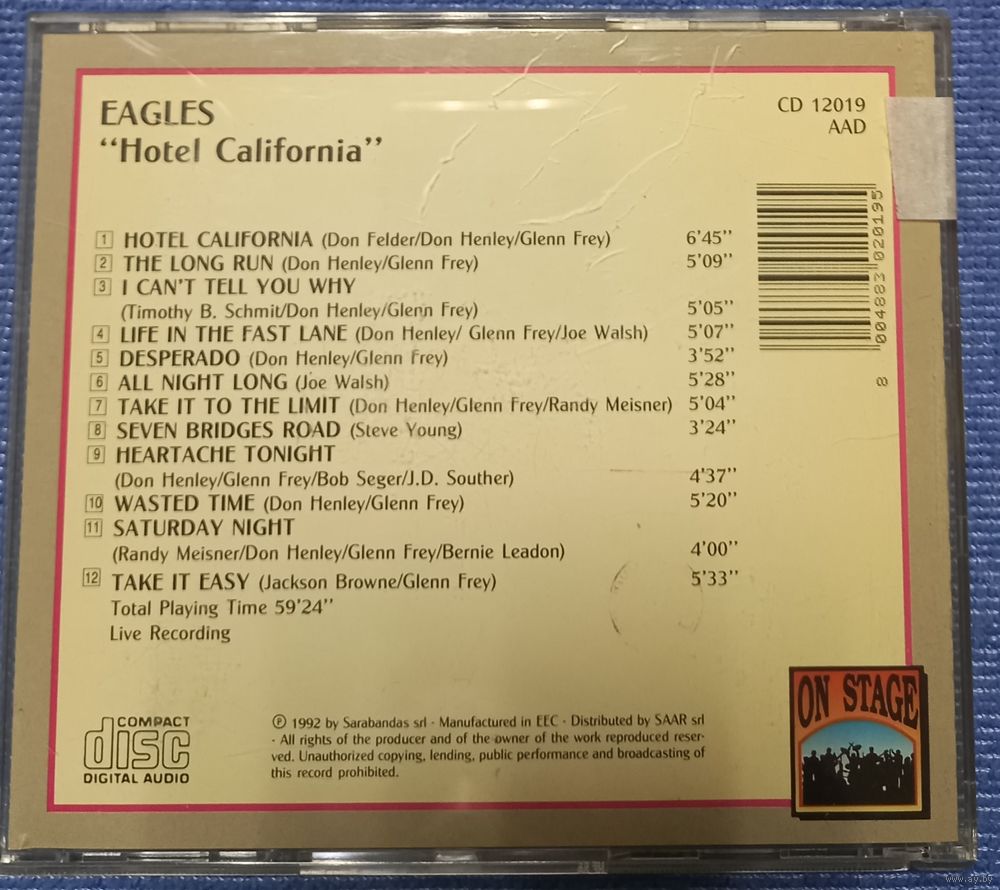 EAGLES
“Hotel California”
CD 12019
AAD
1 HOTEL CALIFORNIA (Don Felder/Don Henley/Glenn Frey) 6'45’’
2 THE LONG RUN (Don Henley/Glenn Frey) 5'09’’
3 I CAN'T TELL YOU WHY
(Timothy B. Schmit/Don Henley/Glenn Frey) 5'05’’
4 LIFE IN THE FAST LANE (Don Henley/ Glenn Frey/Joe Walsh) 5'07’’
5 DESPERADO (Don Henley/Glenn Frey) 3'52’’
6 ALL NIGHT LONG (Joe Walsh) 5'28’’
7 TAKE IT TO THE LIMIT (Don Henley/Glenn Frey/Randy Meisner) 5'04’’
8 SEVEN BRIDGES ROAD (Steve Young) 3'24’’
9 HEARTACHE TONIGHT
(Don Henley/Glenn Frey/Bob Seger/J.D. Souther) 4'37’’
10 WASTED TIME (Don Henley/Glenn Frey) 5'20’’
11 SATURDAY NIGHT
(Randy Meisner/Don Henley/Glenn Frey/Bernie Leadon) 4'00’’
12 TAKE IT EASY (Jackson Browne/Glenn Frey) 5'33’’
Total Playing Time 59'24’’
Live Recording
8 004883 020195
COMPACT
disc
DIGITAL AUDIO
℗ 1992 by Sarabandas srl · Manufactured in EEC · Distributed by SAAR srl
· All rights of the producer and of the owner of the work reproduced reser-
ved. Unauthorized copying, lending, public performance and broadcasting of
this record prohibited.
ON STAGE
www.ay.by